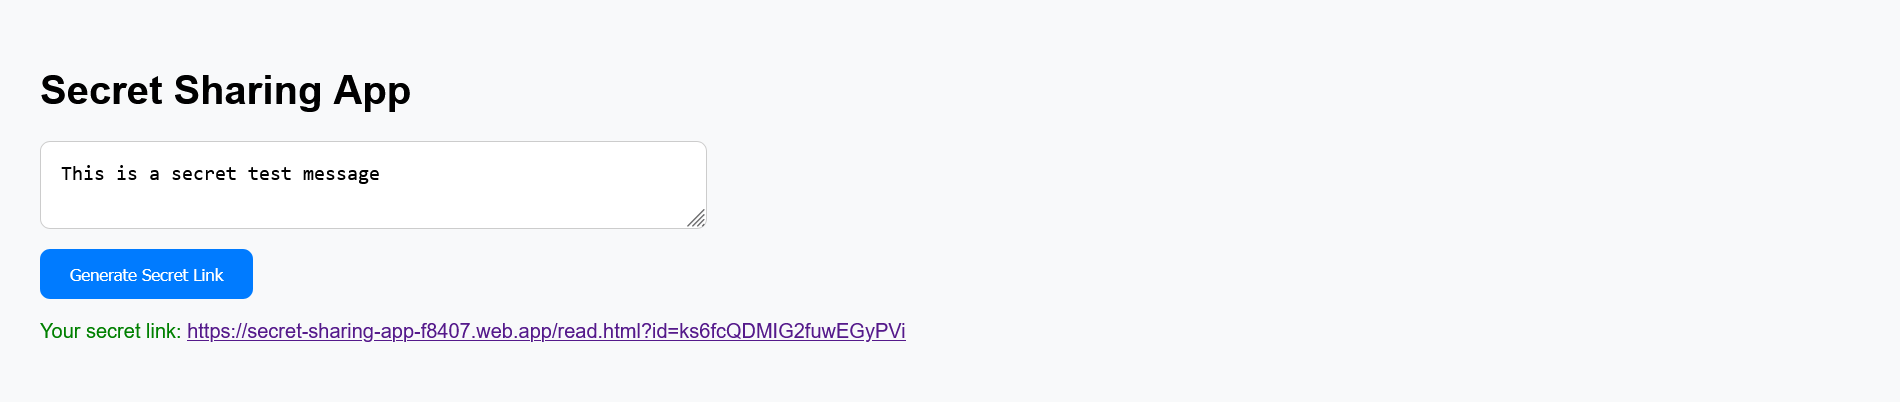 Secret Sharing App
This is a secret test message
Generate Secret Link
Your secret link: https://secret-sharing-app-f8407.web.app/read.html?id=ks6fcQDMIG2fuwEGyPVi